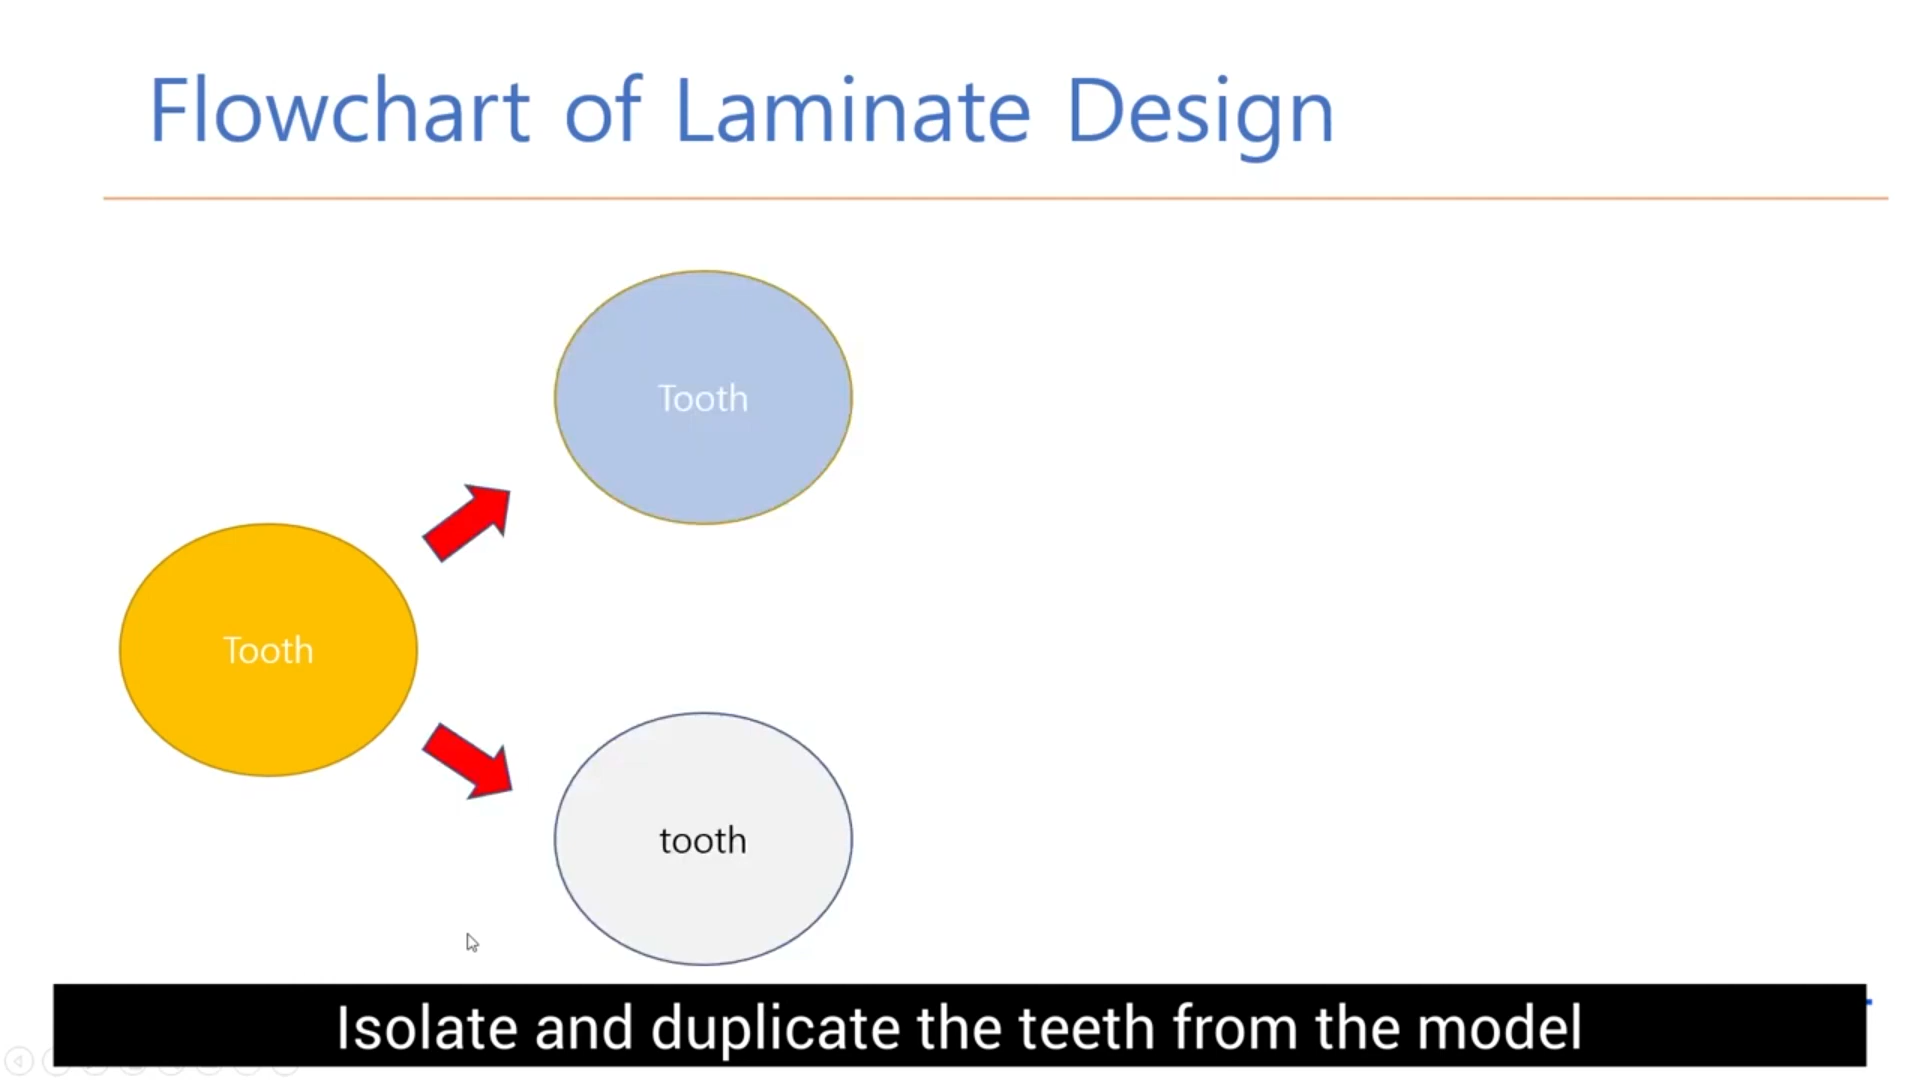 Flowchart of Laminate Design
Tooth
Tooth
tooth
Isolate and duplicate the teeth from the model